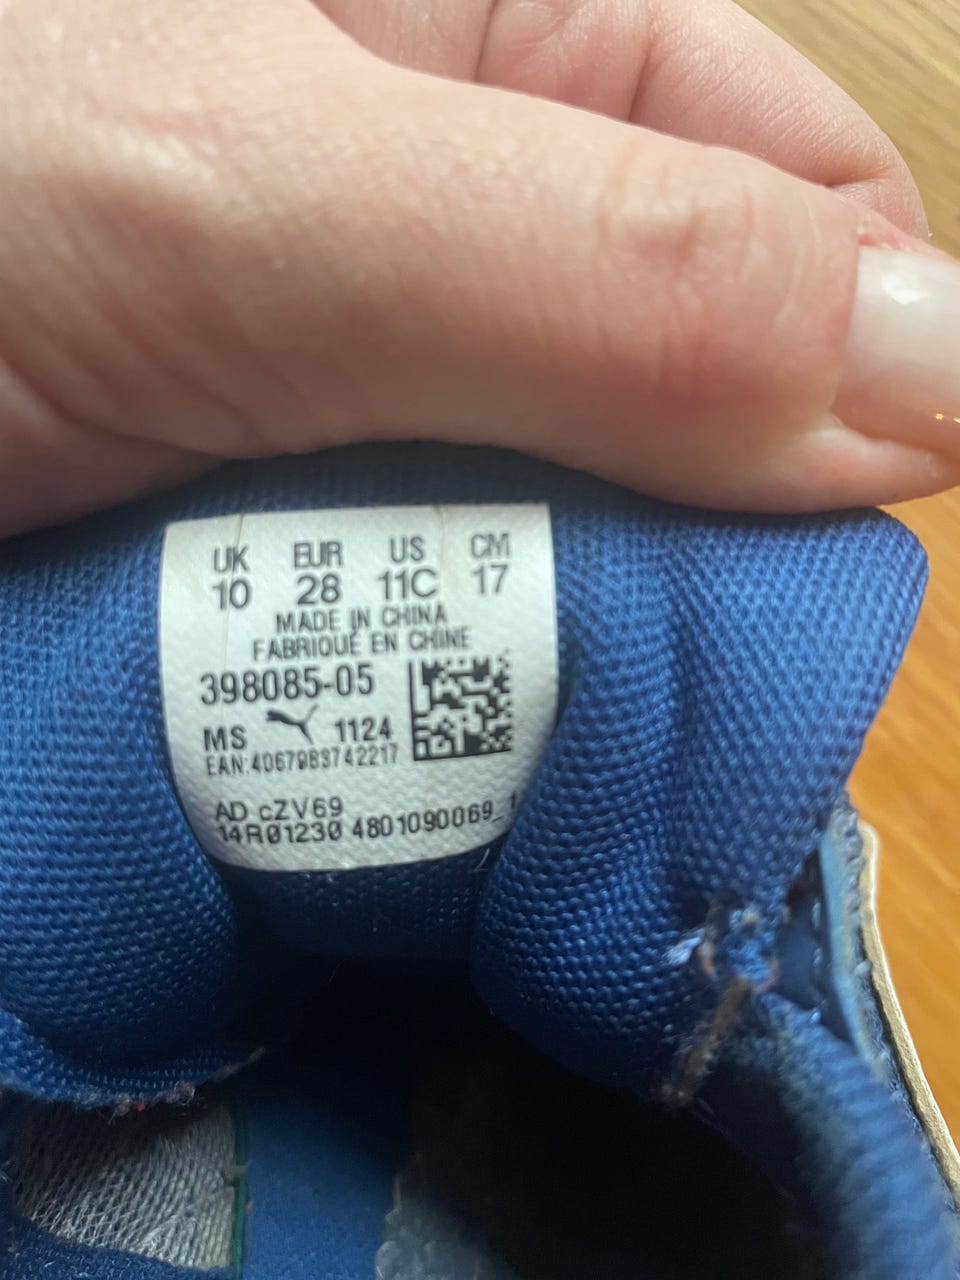 UK EUR US CM
10 28 11C 17
MADE IN CHINA
FABRIQUÉ EN CHINE
398085-05
MS 1124
EAN:4067983742217
AD cZV69
14R01230 4801090069_1